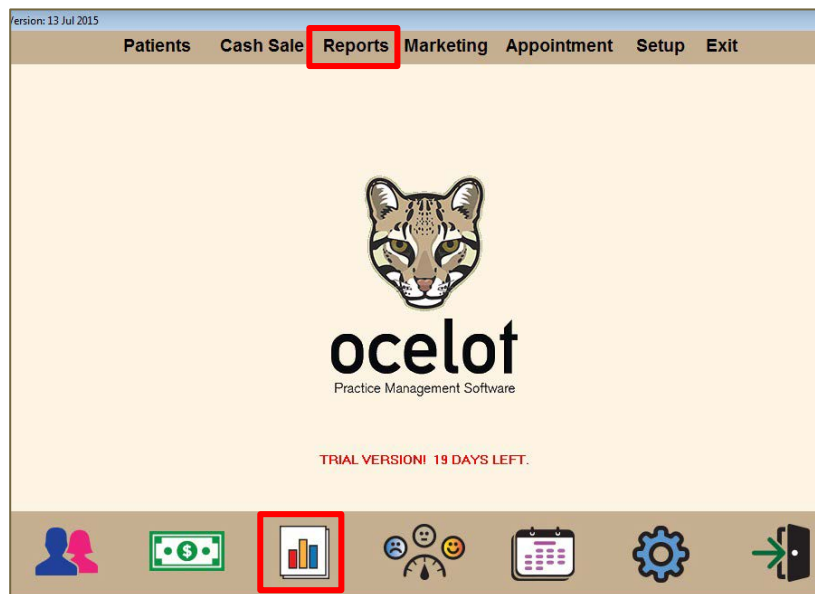 Version: 13 Jul 2015
Patients Cash Sale Reports Marketing Appointment Setup Exit
ocelot
Practice Management Software
TRIAL VERSION! 19 DAYS LEFT.